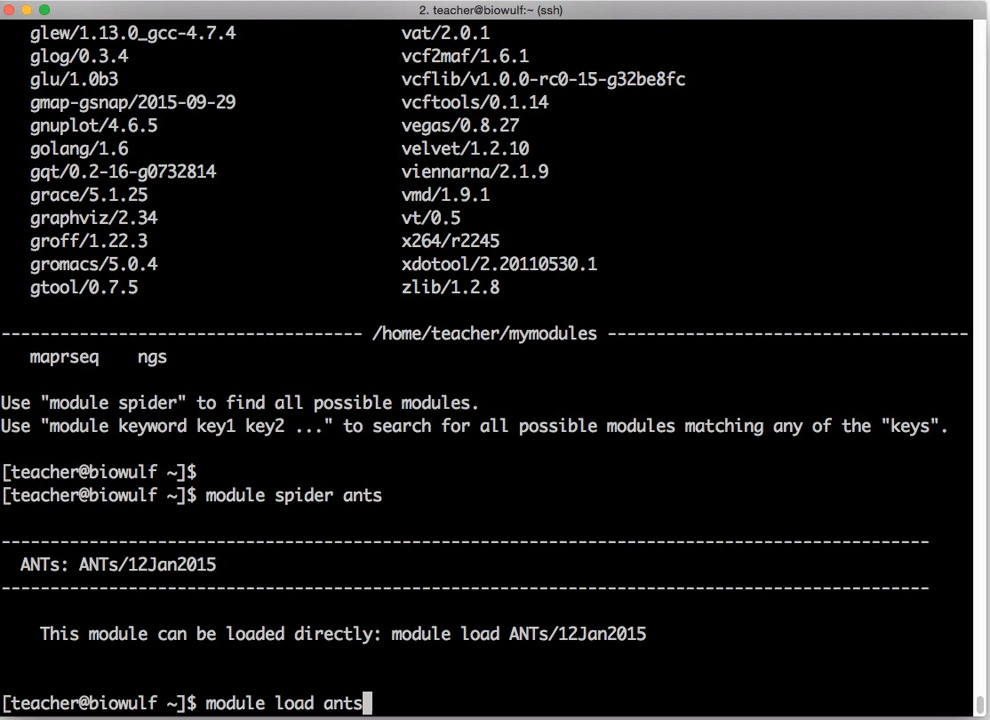 2. teacher@biowulf:~ (ssh)
glew/1.13.0_gcc-4.7.4 vat/2.0.1
glog/0.3.4 vcf2maf/1.6.1
glu/1.0b3 vcflib/v1.0.0-rc0-15-g32be8fc
gmap-gsnap/2015-09-29 vcftools/0.1.14
gnuplot/4.6.5 vegas/0.8.27
golang/1.6 velvet/1.2.10
gqt/0.2-16-g0732814 viennarna/2.1.9
grace/5.1.25 vmd/1.9.1
graphviz/2.34 vt/0.5
groff/1.22.3 x264/r2245
gromacs/5.0.4 xdotool/2.20110530.1
gtool/0.7.5 zlib/1.2.8
------------------------------------- /home/teacher/mymodules -------------------------------------
maprseq ngs
Use "module spider" to find all possible modules.
Use "module keyword key1 key2 ..." to search for all possible modules matching any of the "keys".
[teacher@biowulf ~]$
[teacher@biowulf ~]$ module spider ants
-----------------------------------------------------------------------------------------------
ANTs: ANTs/12Jan2015
-----------------------------------------------------------------------------------------------
This module can be loaded directly: module load ANTs/12Jan2015
[teacher@biowulf ~]$ module load ants